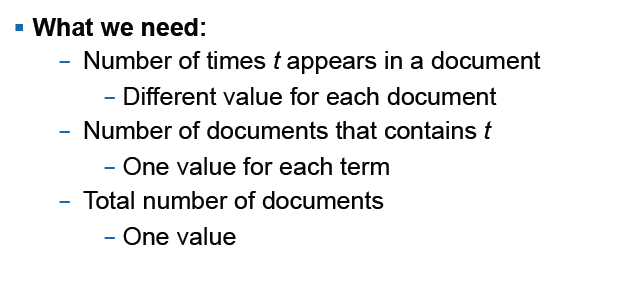 ▪ What we need:
– Number of times t appears in a document
– Different value for each document
– Number of documents that contains t
– One value for each term
– Total number of documents
– One value